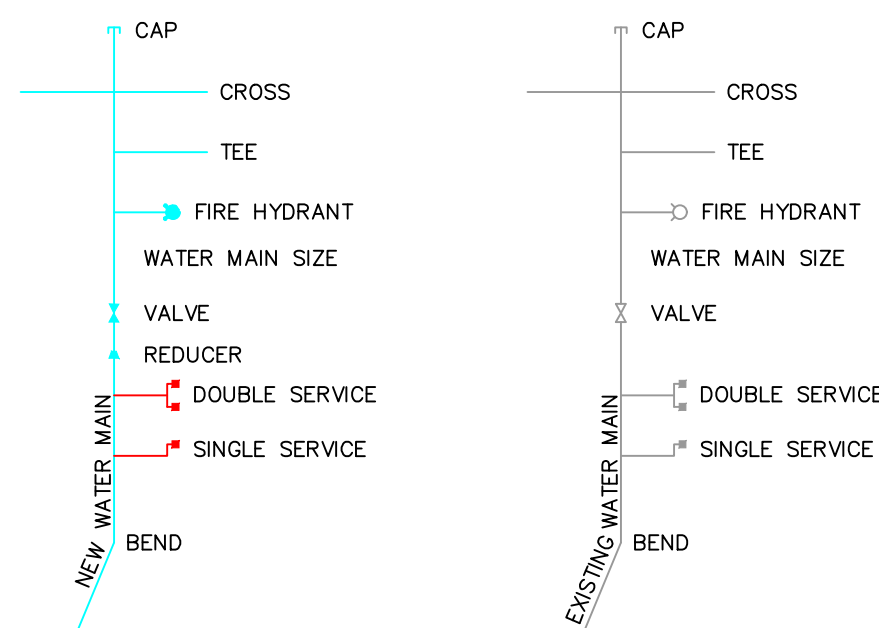 CAP
CROSS
TEE
FIRE HYDRANT
WATER MAIN SIZE
VALVE
REDUCER
DOUBLE SERVICE
SINGLE SERVICE
BEND
NEW WATER MAIN
CAP
CROSS
TEE
FIRE HYDRANT
WATER MAIN SIZE
VALVE
DOUBLE SERVICE
SINGLE SERVICE
BEND
EXISTING WATER MAIN